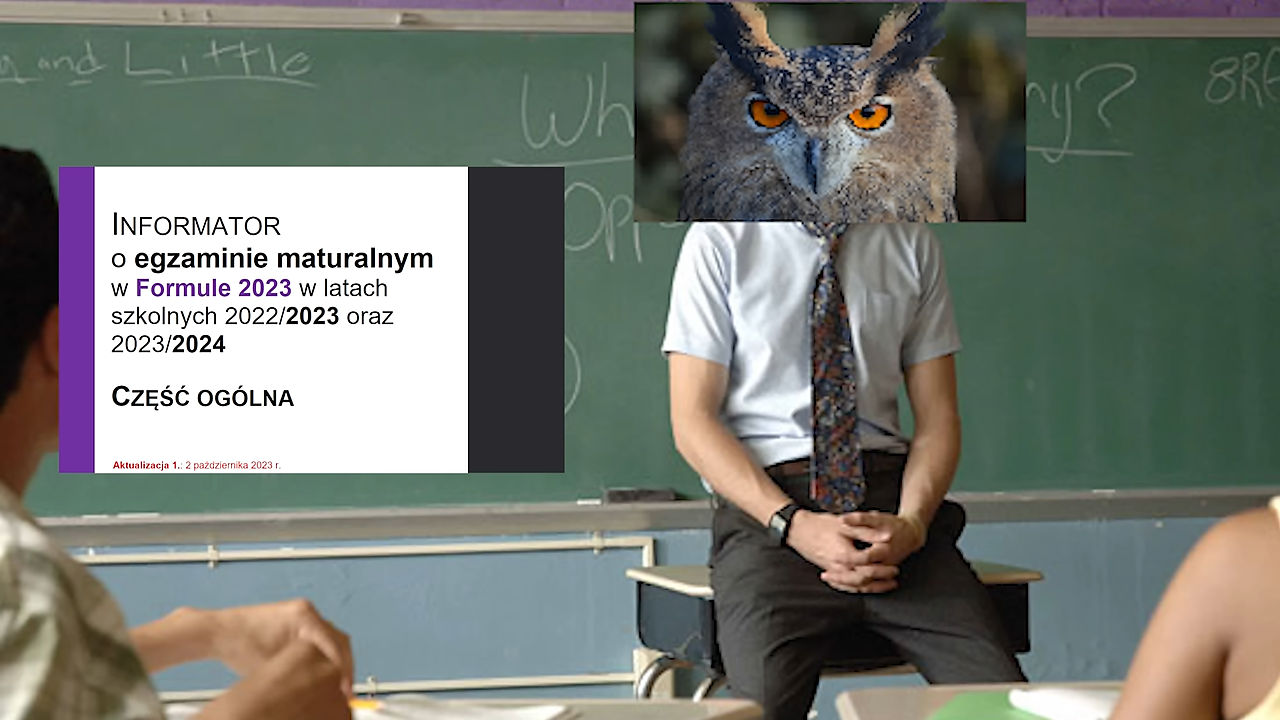 and Little
INFORMATOR
o egzaminie maturalnym
w Formule 2023 w latach
szkolnych 2022/2023 oraz
2023/2024
CZĘŚĆ OGÓLNA
Aktualizacja 1.: 2 października 2023 r.